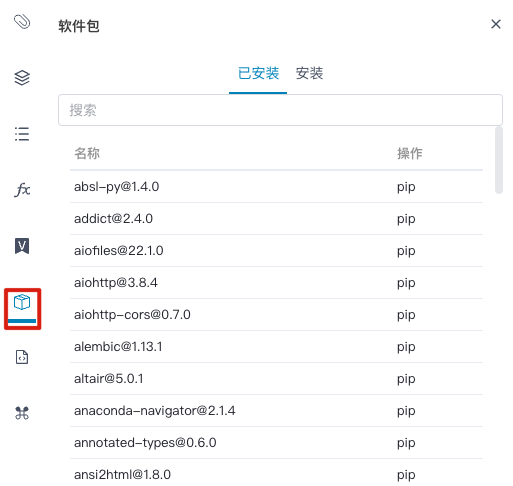 软件包
已安装 安装
搜索
名称 操作
absl-py@1.4.0 pip
addict@2.4.0 pip
aiofiles@22.1.0 pip
aiohttp@3.8.4 pip
aiohttp-cors@0.7.0 pip
alembic@1.13.1 pip
altair@5.0.1 pip
anaconda-navigator@2.1.4 pip
annotated-types@0.6.0 pip
ansi2html@1.8.0 pip
fx
V